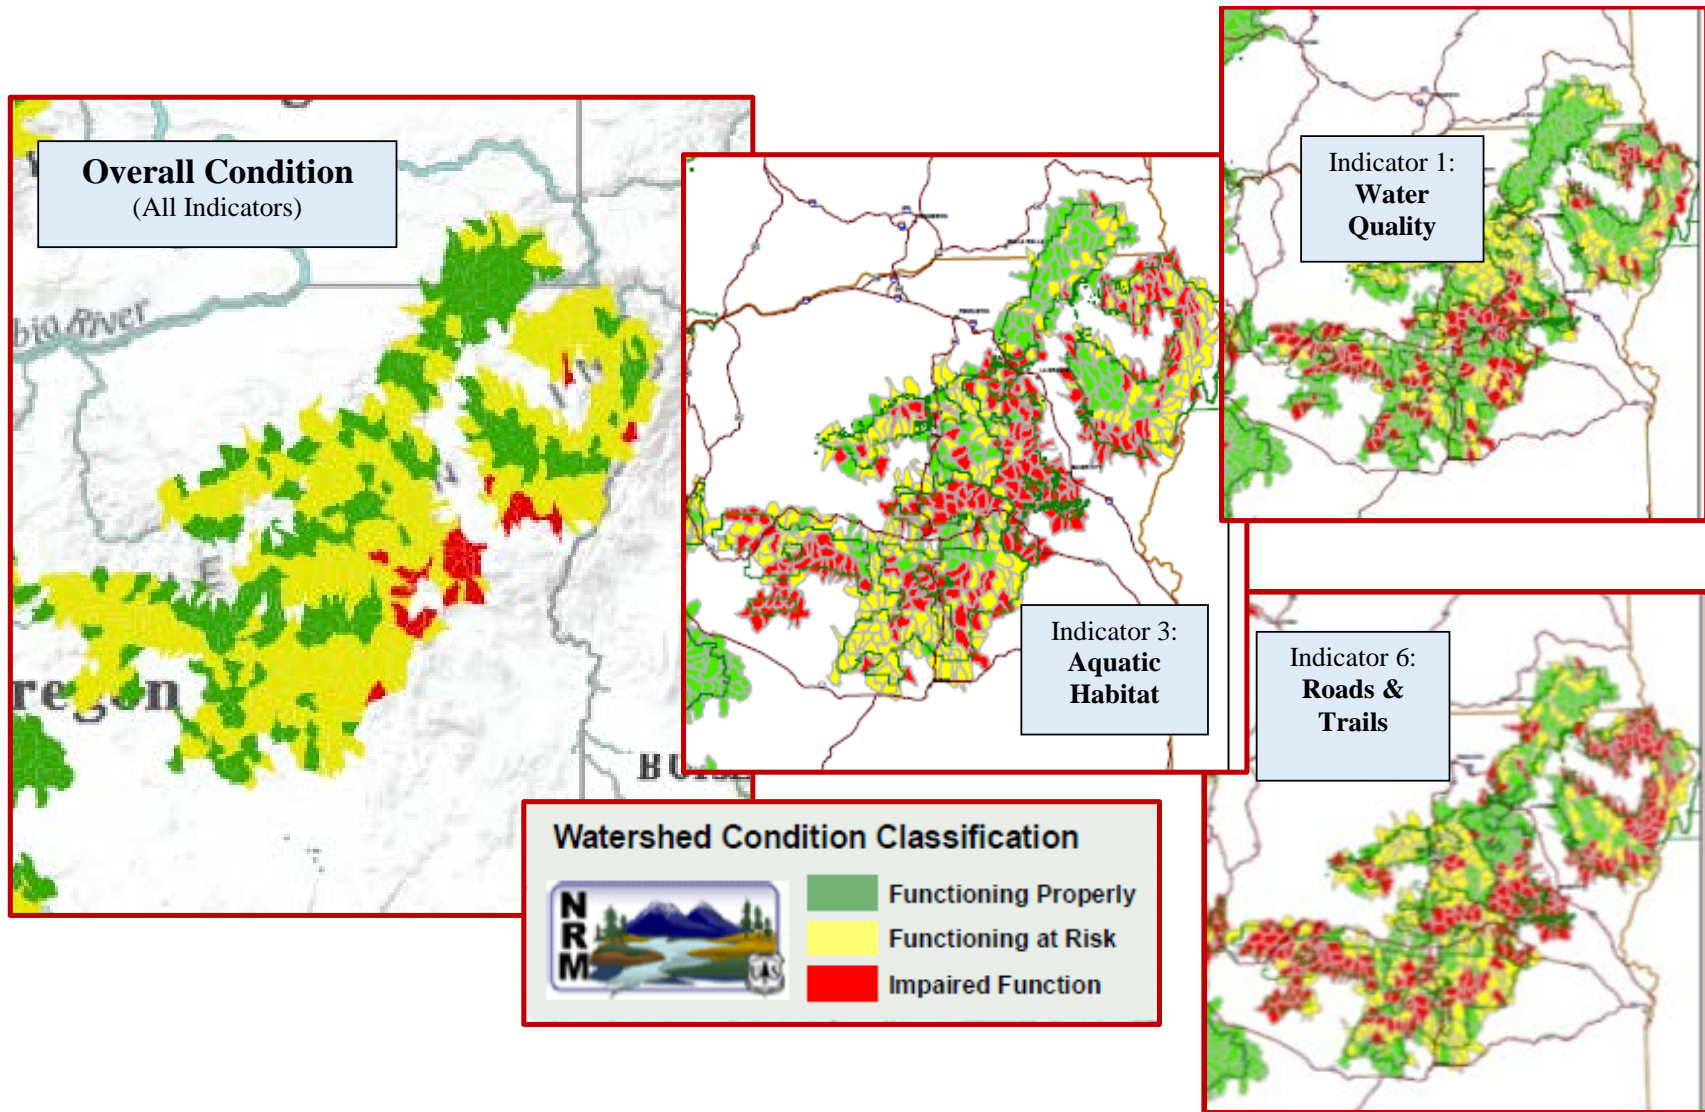 Overall Condition
(All Indicators)
bia River
regon
Indicator 3:
Aquatic
Habitat
Indicator 1:
Water
Quality
Indicator 6:
Roads &
Trails
Watershed Condition Classification
NRM
Functioning Properly
Functioning at Risk
Impaired Function
UAS